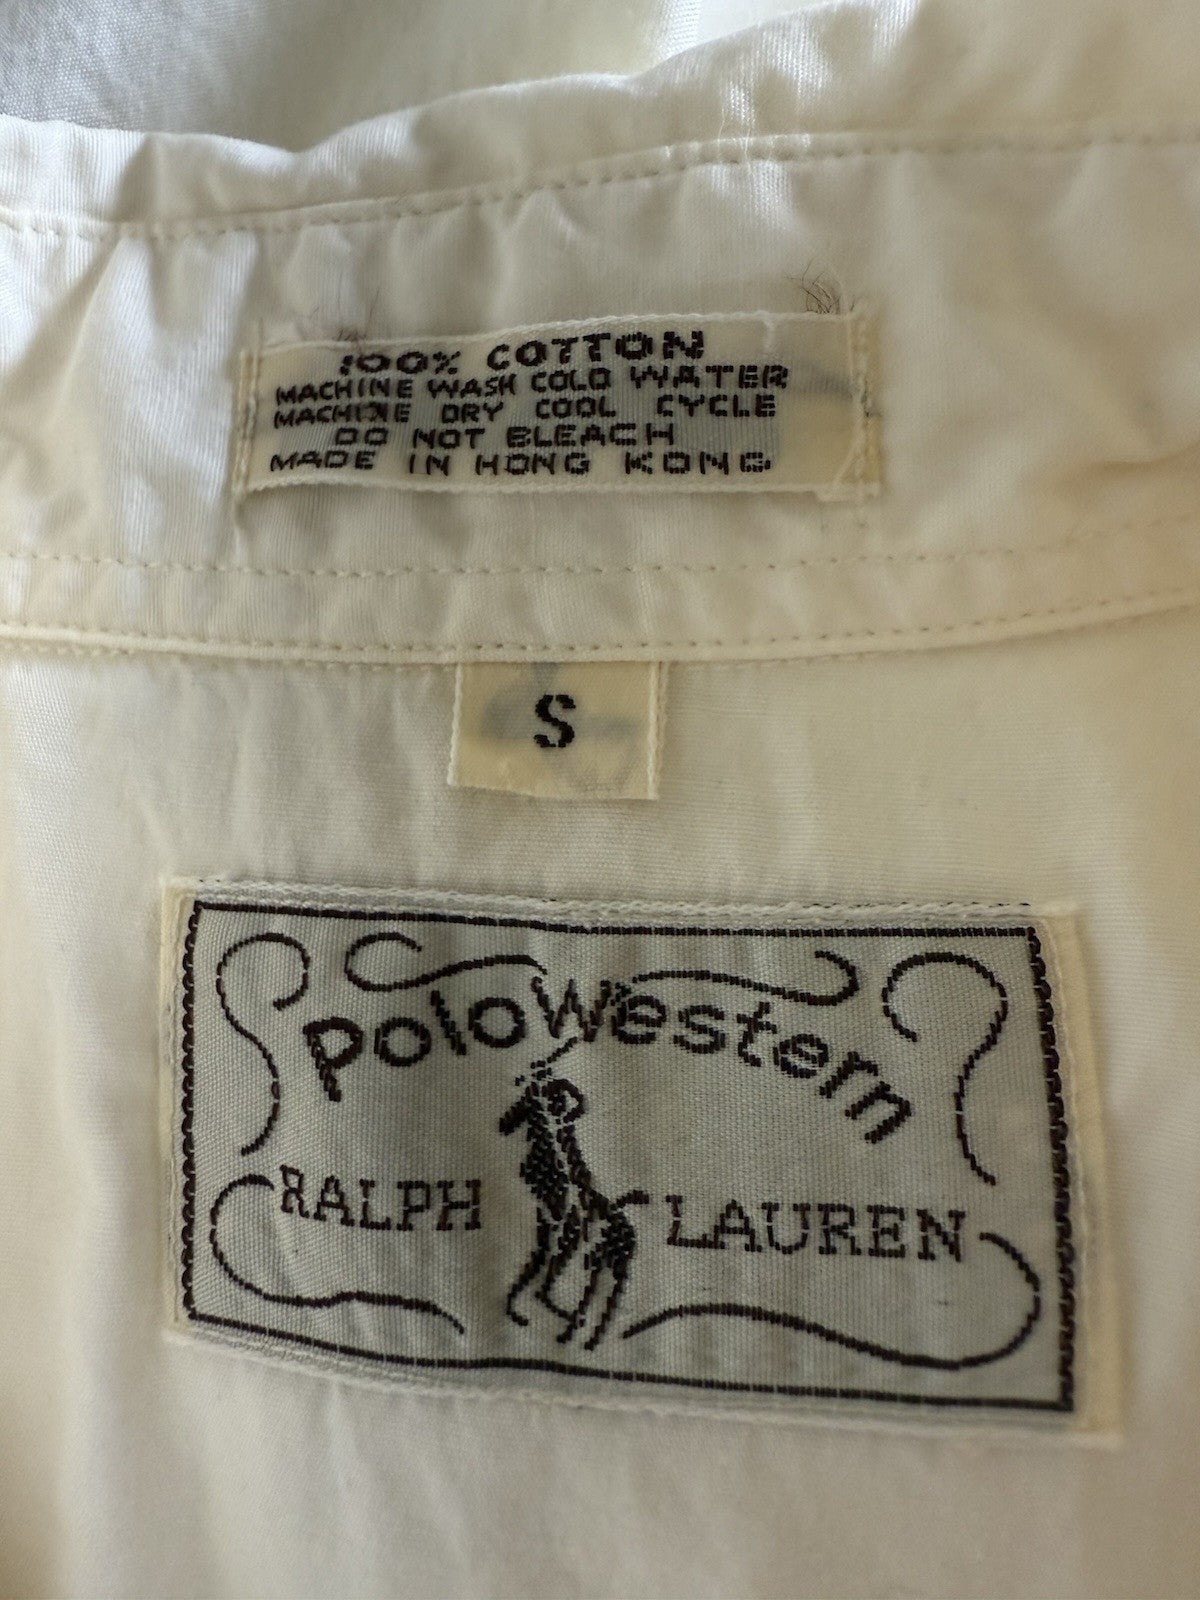 100% COTTON
MACHINE WASH COLD WATER
MACHINE DRY COOL CYCLE
DO NOT BLEACH
MADE IN HONG KONG
S
PoloWestern
RALPH LAUREN